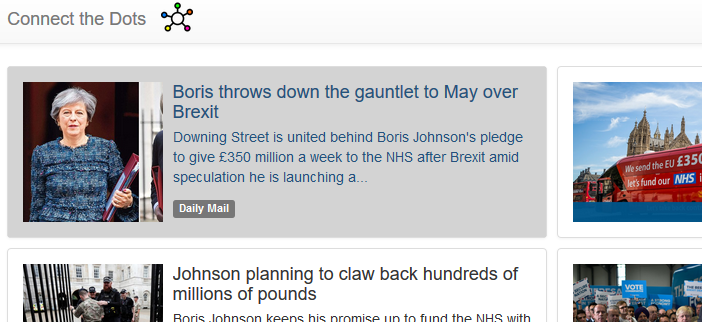 Connect the Dots
Boris throws down the gauntlet to May over
Brexit
Downing Street is united behind Boris Johnson's pledge
to give £350 million a week to the NHS after Brexit amid
speculation he is launching a...
Daily Mail
We send the EU £350
let's fund our NHS
Johnson planning to claw back hundreds of
millions of pounds
Boris Johnson keeps his promise up to fund the NHS with
VOTE